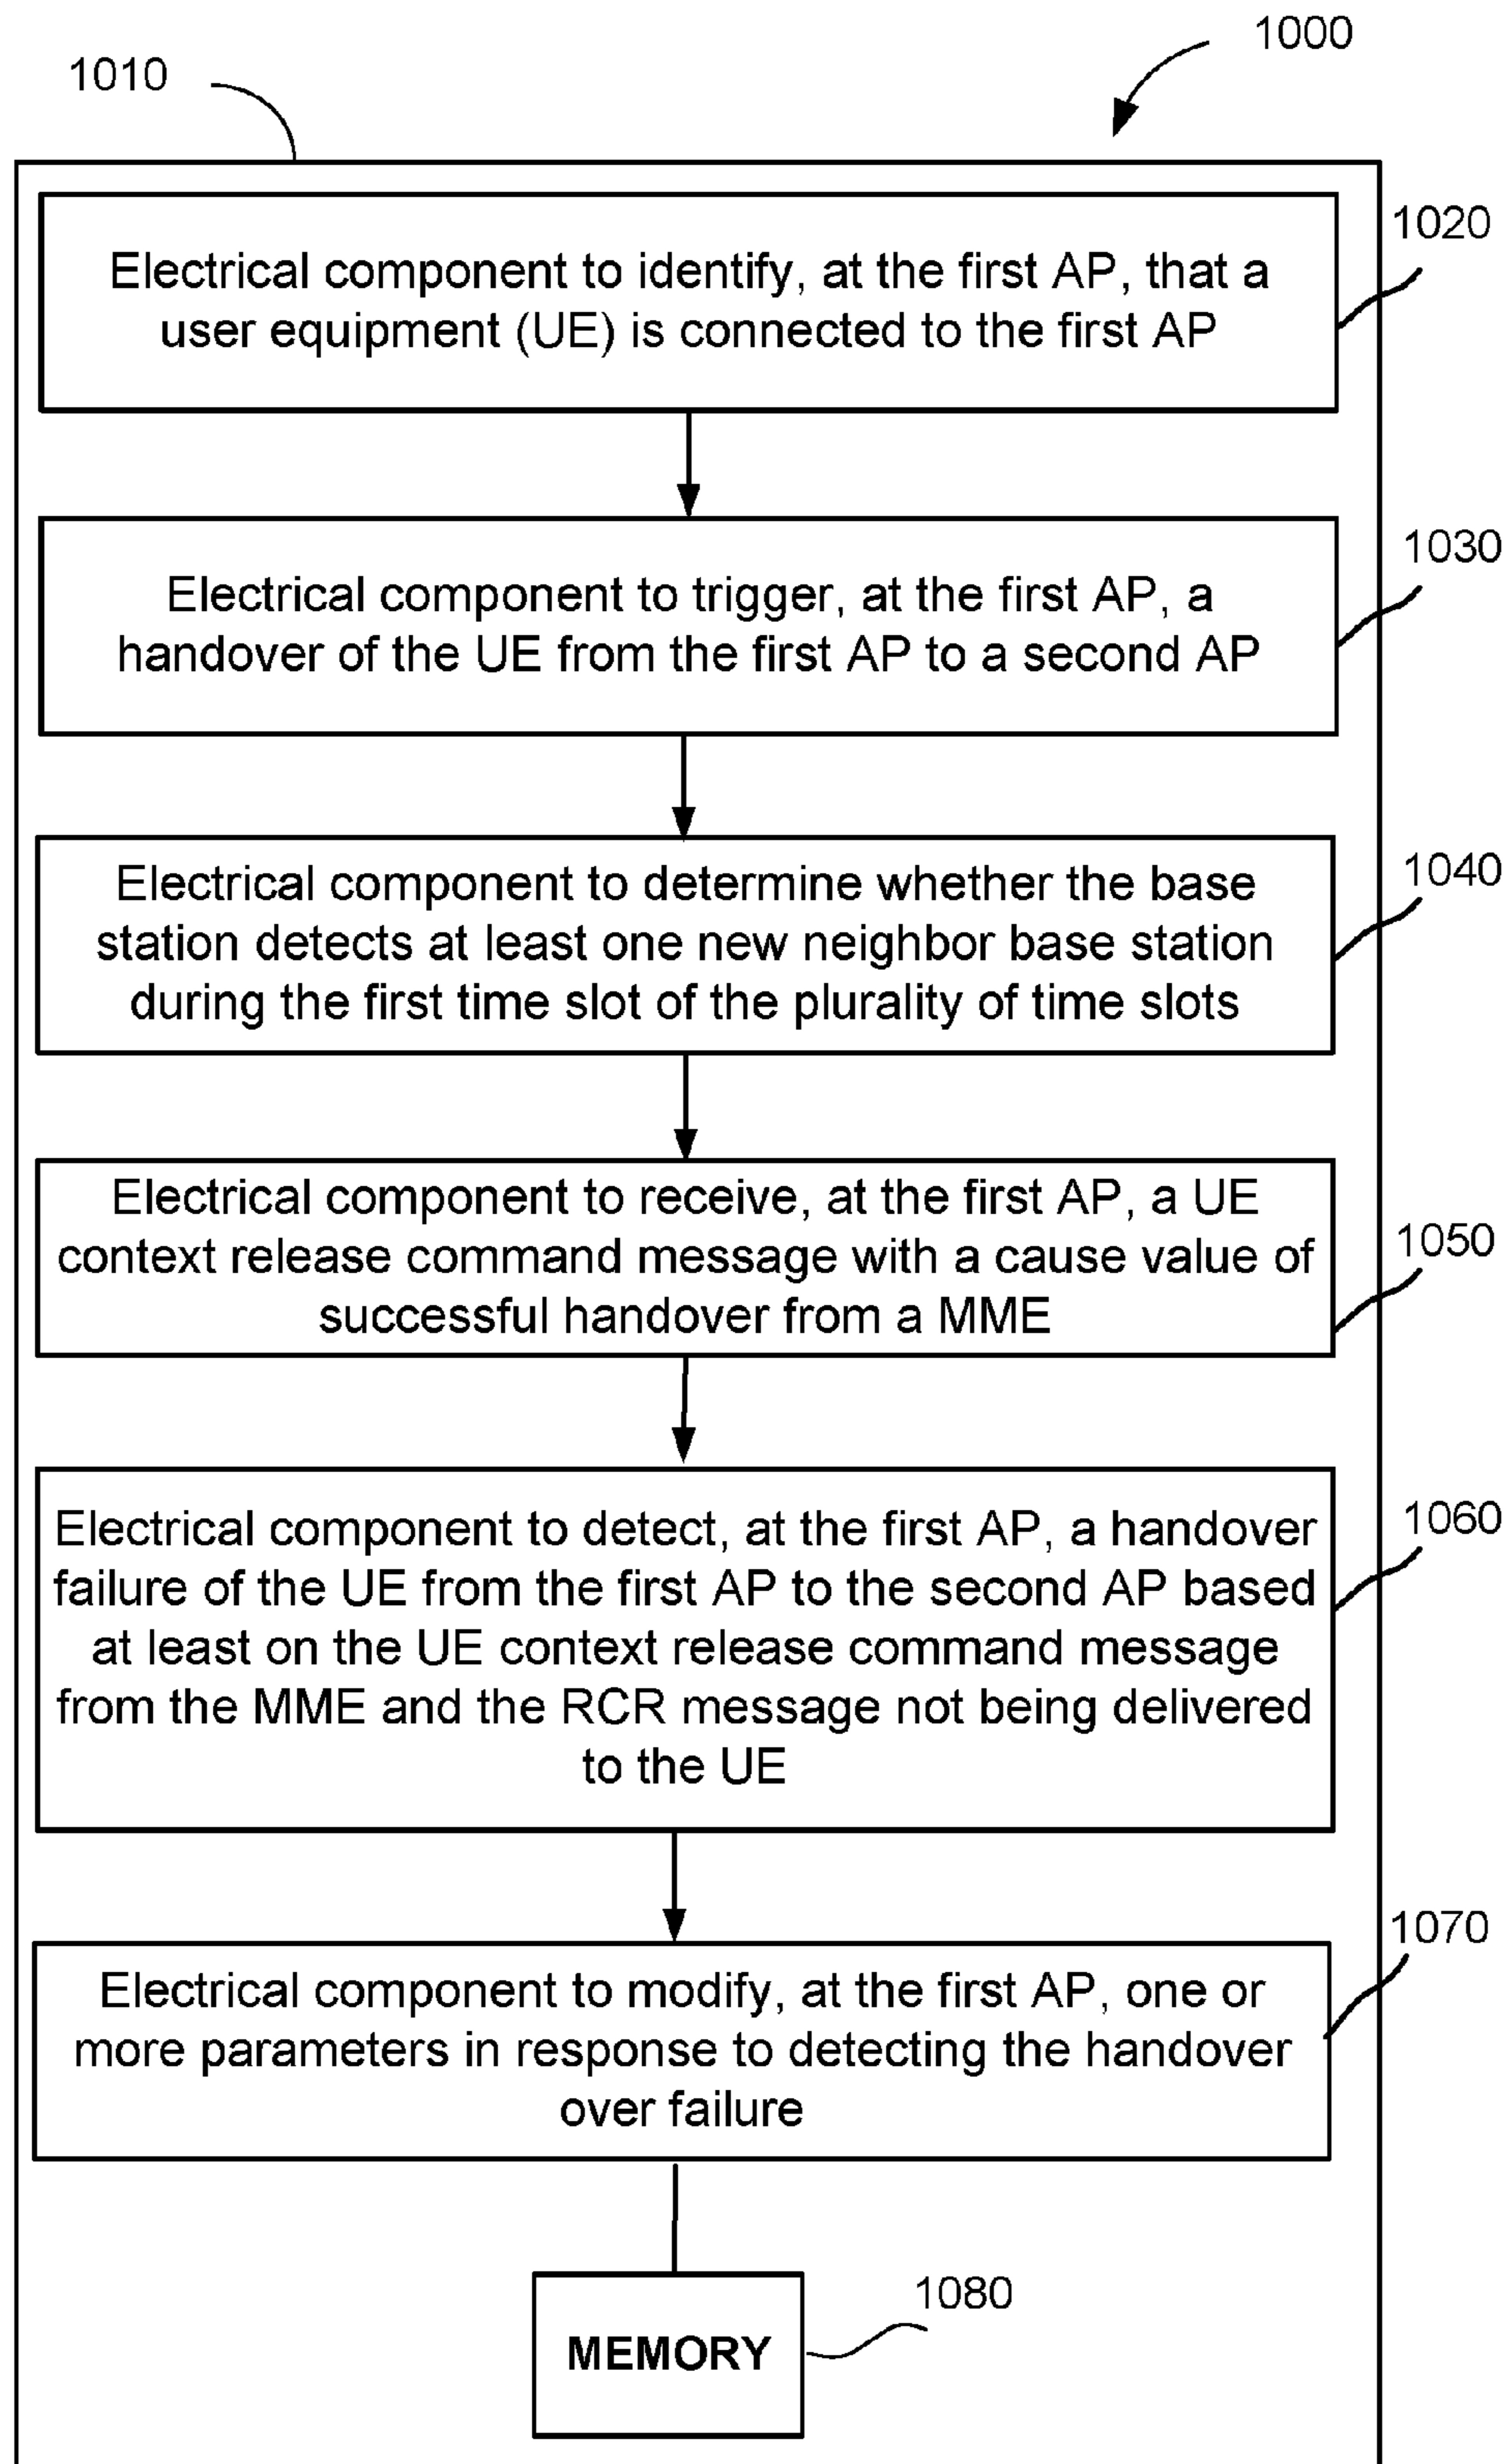 1000
1010
1020
Electrical component to identify, at the first AP, that a
user equipment (UE) is connected to the first AP
1030
Electrical component to trigger, at the first AP, a
handover of the UE from the first AP to a second AP
1040
Electrical component to determine whether the base
station detects at least one new neighbor base station
during the first time slot of the plurality of time slots
1050
Electrical component to receive, at the first AP, a UE
context release command message with a cause value of
successful handover from a MME
1060
Electrical component to detect, at the first AP, a handover
failure of the UE from the first AP to the second AP based
at least on the UE context release command message
from the MME and the RCR message not being delivered
to the UE
1070
Electrical component to modify, at the first AP, one or
more parameters in response to detecting the handover
over failure
1080
MEMORY